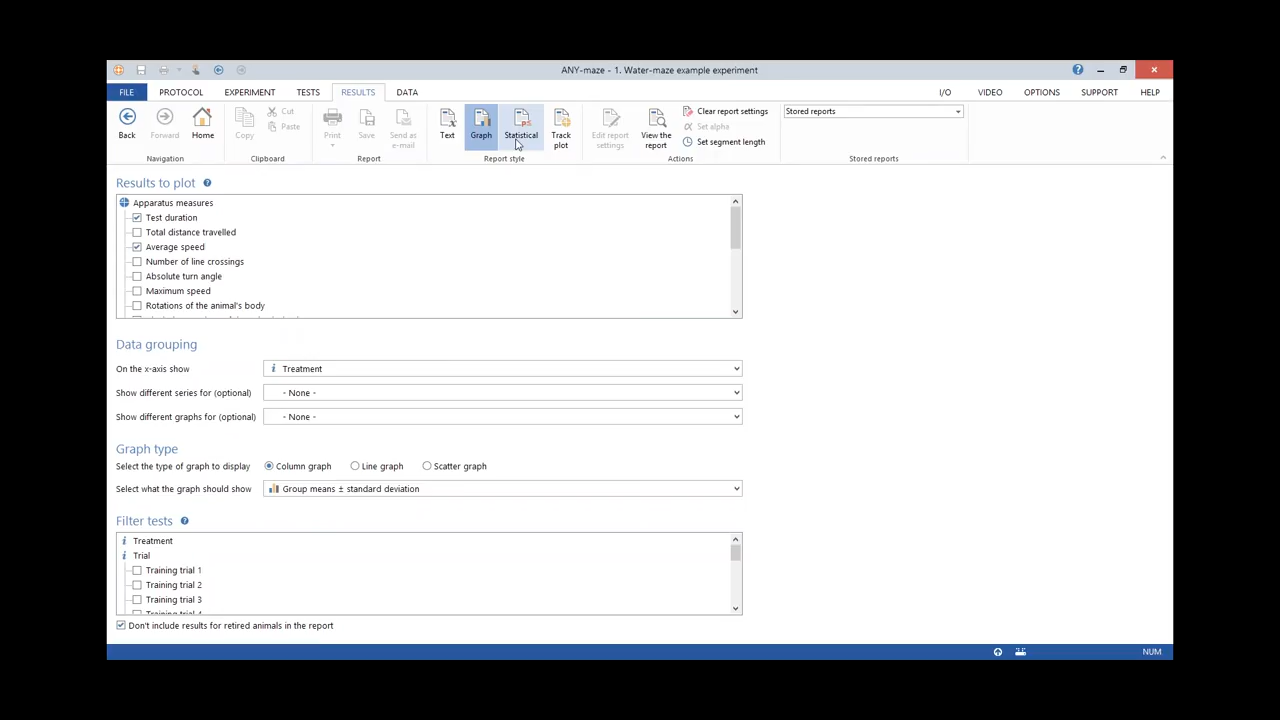 ANY-maze - 1. Water-maze example experiment
FILE PROTOCOL EXPERIMENT TESTS RESULTS DATA I/O VIDEO OPTIONS SUPPORT HELP
Back Forward Home
Navigation
Copy Cut Paste
Clipboard
Print Save Send as e-mail
Report
Text Graph Statistical Track plot
Report style
Edit report settings View the report Clear report settings Set alpha Set segment length
Actions
Stored reports
Stored reports
Results to plot
Apparatus measures
Test duration
Total distance travelled
Average speed
Number of line crossings
Absolute turn angle
Maximum speed
Rotations of the animal's body
Data grouping
On the x-axis show Treatment
Show different series for (optional) - None -
Show different graphs for (optional) - None -
Graph type
Select the type of graph to display Column graph Line graph Scatter graph
Select what the graph should show Group means ± standard deviation
Filter tests
Treatment
Trial
Training trial 1
Training trial 2
Training trial 3
Training trial 4
Don't include results for retired animals in the report
NUM